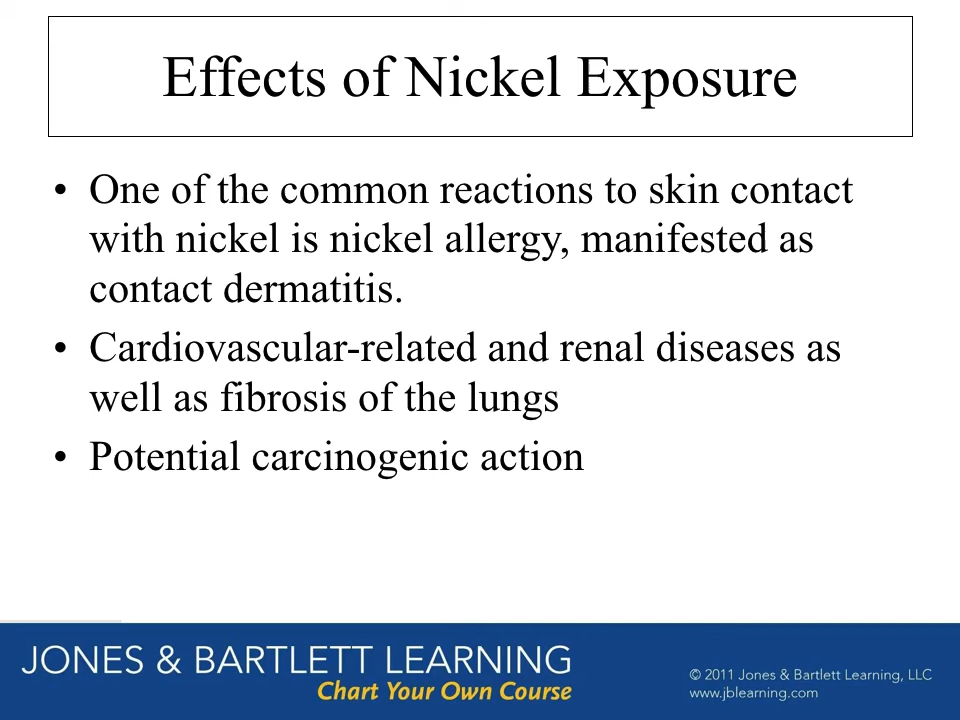 Effects of Nickel Exposure
• One of the common reactions to skin contact
with nickel is nickel allergy, manifested as
contact dermatitis.
• Cardiovascular-related and renal diseases as
well as fibrosis of the lungs
• Potential carcinogenic action
JONES & BARTLETT LEARNING
Chart Your Own Course
© 2011 Jones & Bartlett Learning, LLC
www.jblearning.com